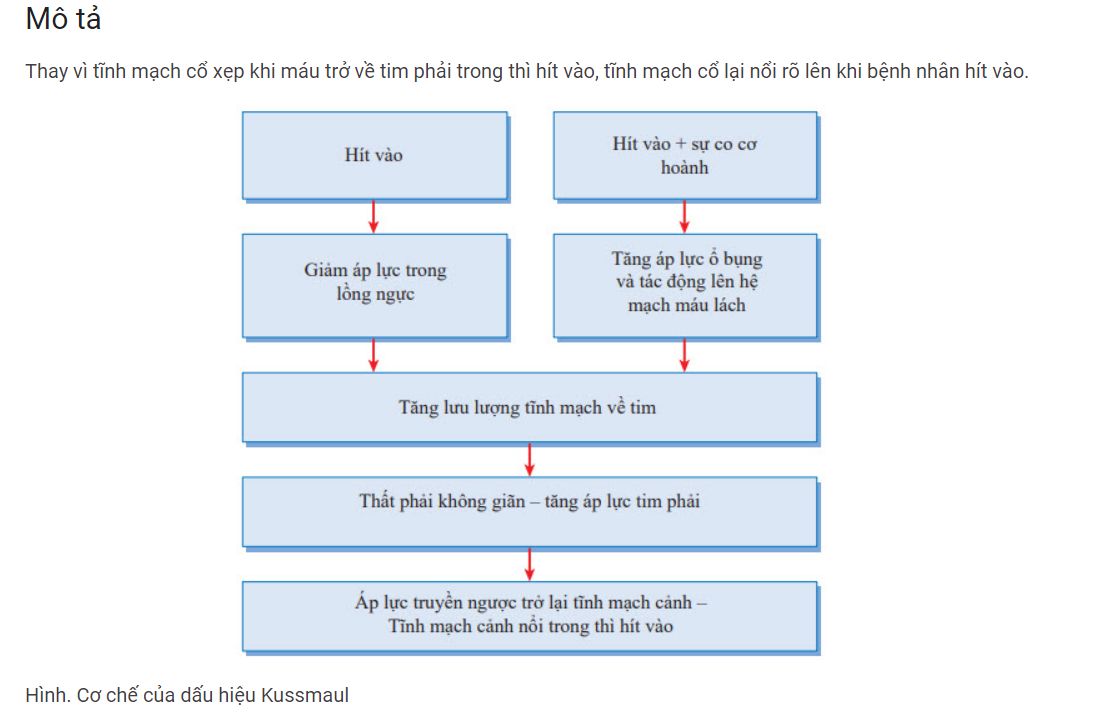 Mô tả
Thay vì tĩnh mạch cổ xẹp khi máu trở về tim phải trong thì hít vào, tĩnh mạch cổ lại nổi rõ lên khi bệnh nhân hít vào.
Hít vào
Hít vào + sự co cơ
hoành
Giảm áp lực trong
lồng ngực
Tăng áp lực ổ bụng
và tác động lên hệ
mạch máu lách
Tăng lưu lượng tĩnh mạch về tim
Thất phải không giãn – tăng áp lực tim phải
Áp lực truyền ngược trở lại tĩnh mạch cảnh –
Tĩnh mạch cảnh nổi trong thì hít vào
Hình. Cơ chế của dấu hiệu Kussmaul